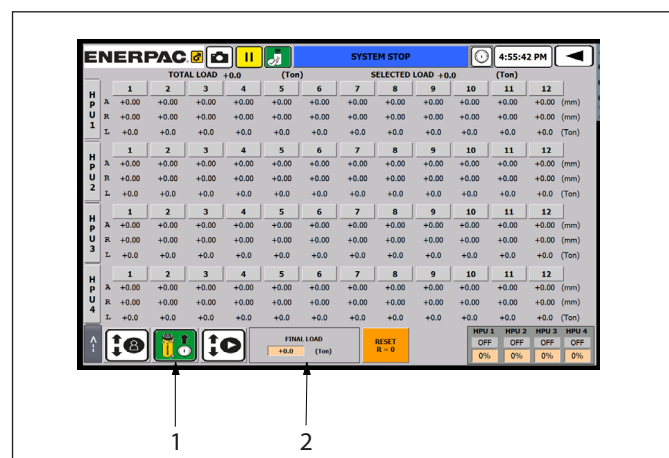 ENERPAC SYSTEM STOP 4:55:42 PM
TOTAL LOAD +0.0 (Ton) SELECTED LOAD +0.0 (Ton)
HPU 1
1 2 3 4 5 6 7 8 9 10 11 12
A +0.00 +0.00 +0.00 +0.00 +0.00 +0.00 +0.00 +0.00 +0.00 +0.00 +0.00 +0.00 (mm)
R +0.00 +0.00 +0.00 +0.00 +0.00 +0.00 +0.00 +0.00 +0.00 +0.00 +0.00 +0.00 (mm)
L +0.0 +0.0 +0.0 +0.0 +0.0 +0.0 +0.0 +0.0 +0.0 +0.0 +0.0 +0.0 (Ton)
HPU 2
1 2 3 4 5 6 7 8 9 10 11 12
A +0.00 +0.00 +0.00 +0.00 +0.00 +0.00 +0.00 +0.00 +0.00 +0.00 +0.00 +0.00 (mm)
R +0.00 +0.00 +0.00 +0.00 +0.00 +0.00 +0.00 +0.00 +0.00 +0.00 +0.00 +0.00 (mm)
L +0.0 +0.0 +0.0 +0.0 +0.0 +0.0 +0.0 +0.0 +0.0 +0.0 +0.0 +0.0 (Ton)
HPU 3
1 2 3 4 5 6 7 8 9 10 11 12
A +0.00 +0.00 +0.00 +0.00 +0.00 +0.00 +0.00 +0.00 +0.00 +0.00 +0.00 +0.00 (mm)
R +0.00 +0.00 +0.00 +0.00 +0.00 +0.00 +0.00 +0.00 +0.00 +0.00 +0.00 +0.00 (mm)
L +0.0 +0.0 +0.0 +0.0 +0.0 +0.0 +0.0 +0.0 +0.0 +0.0 +0.0 +0.0 (Ton)
HPU 4
1 2 3 4 5 6 7 8 9 10 11 12
A +0.00 +0.00 +0.00 +0.00 +0.00 +0.00 +0.00 +0.00 +0.00 +0.00 +0.00 +0.00 (mm)
R +0.00 +0.00 +0.00 +0.00 +0.00 +0.00 +0.00 +0.00 +0.00 +0.00 +0.00 +0.00 (mm)
L +0.0 +0.0 +0.0 +0.0 +0.0 +0.0 +0.0 +0.0 +0.0 +0.0 +0.0 +0.0 (Ton)
FINAL LOAD
+0.0 (Ton)
RESET
R = 0
HPU 1 HPU 2 HPU 3 HPU 4
OFF OFF OFF OFF
0% 0% 0% 0%
1 2